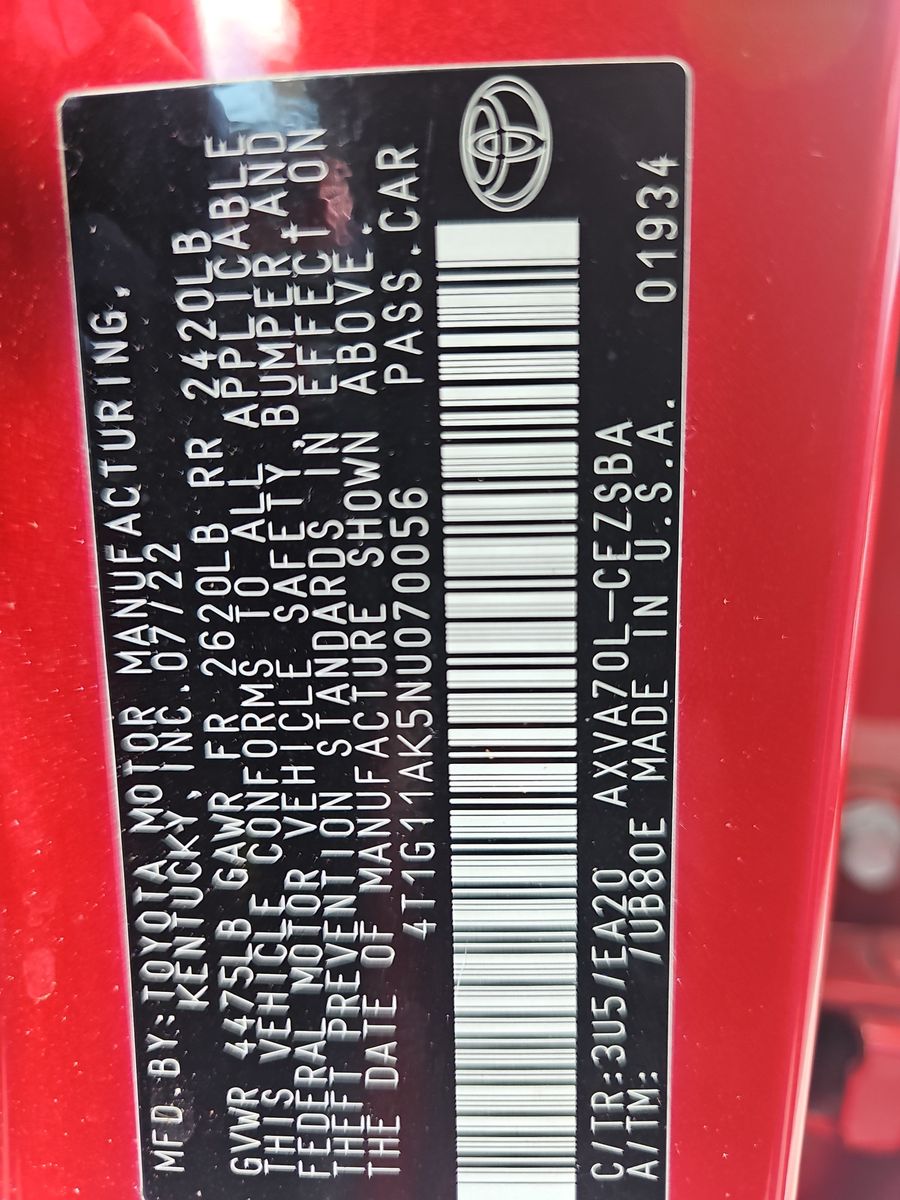 MFD.BY:TOYOTA MOTOR MANUFACTURING,
KENTUCKY, INC.07/22
GVWR 4475LB GAWR FR 2620LB RR 2420LB
THIS VEHICLE CONFORMS TO ALL APPLICABLE
FEDERAL MOTOR VEHICLE SAFETY, BUMPER AND
THEFT PREVENTION STANDARDS IN EFFECT ON
THE DATE OF MANUFACTURE SHOWN ABOVE.
4T1G11AK5NU070056 PASS.CAR
C/TR:3U5/EA20 AXVA70L-CEZSBA 01934
A/TM: /UB80E MADE IN U.S.A.